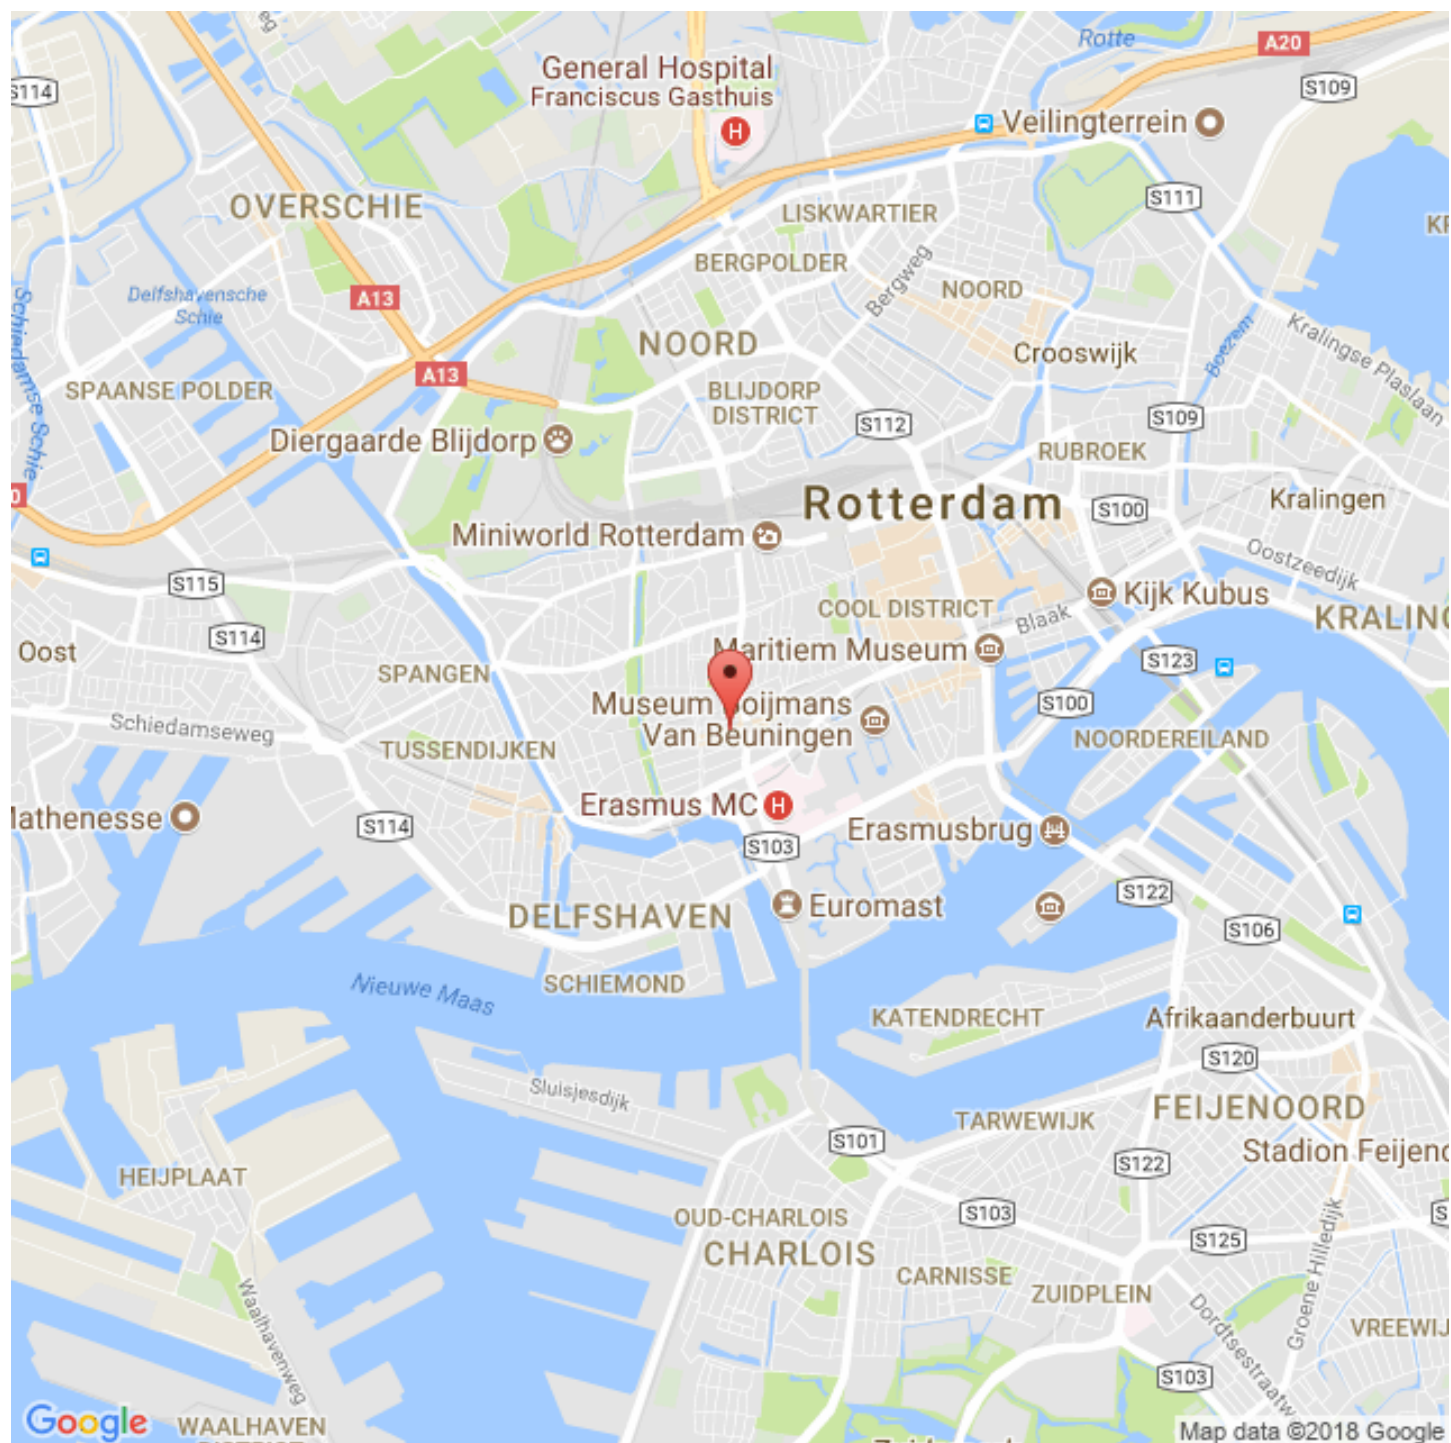 Rotte
A20
General Hospital
Franciscus Gasthuis
H
S114
S109
Veilingterrein
S111
OVERSCHIE
LISKWARTIER
BERGPOLDER
Bergweg
NOORD
Delfshavensche
Schie
A13
NOORD
Crooswijk
Boezem
Kralingse Plaslaan
Schiedamse Schie
A13
SPAANSE POLDER
BLIJDORP
DISTRICT
S112
S109
Diergaarde Blijdorp
RUBROEK
Rotterdam
S100
Kralingen
Miniworld Rotterdam
Oostzeedijk
S115
COOL DISTRICT
Blaak
Kijk Kubus
KRALING
S114
Oost
Maritiem Museum
S123
SPANGEN
Museum Boijmans
Van Beuningen
S100
Schiedamseweg
TUSSENDIJKEN
NOORDEREILAND
Mathenesse
S114
Erasmus MC
H
Erasmusbrug
S103
S122
Euromast
DELFSHAVEN
S106
Nieuwe Maas
SCHIEMOND
KATENDRECHT
Afrikaanderbuurt
S120
Sluisjesdijk
TARWEWIJK
FEIJENOORD
S101
Stadion Feijeno
S122
HEIJPLAAT
OUD-CHARLOIS
S103
CHARLOIS
S125
Groene Hilledijk
CARNISSE
ZUIDPLEIN
Waalhavenweg
Dordtsestraatw
VREEWIJ
S103
Google
WAALHAVEN
DISTRICT
Map data ©2018 Google